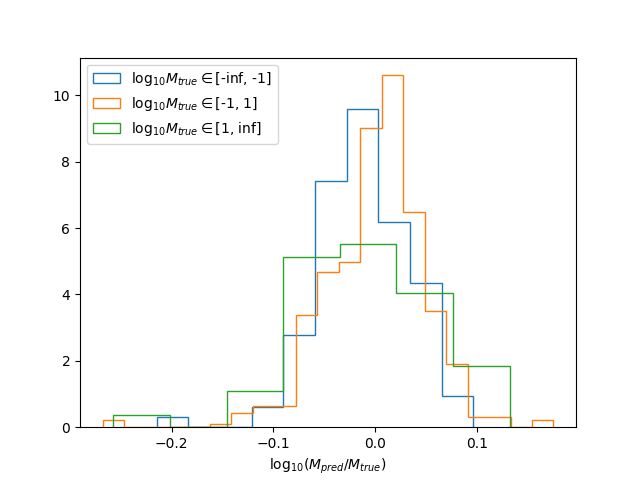 log₁₀M_true ∈ [-inf, -1]
log₁₀M_true ∈ [-1, 1]
log₁₀M_true ∈ [1, inf]
10
8
6
4
2
0
−0.2 −0.1 0.0 0.1
log₁₀(M_pred/M_true)